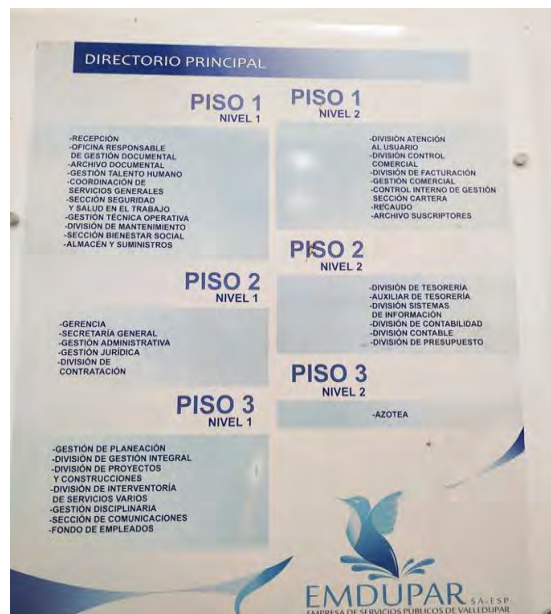 DIRECTORIO PRINCIPAL
PISO 1
NIVEL 1
-RECEPCIÓN
-OFICINA RESPONSABLE
DE GESTIÓN DOCUMENTAL
-ARCHIVO DOCUMENTAL
-GESTIÓN TALENTO HUMANO
-COORDINACIÓN DE
SERVICIOS GENERALES
-SECCIÓN SEGURIDAD
Y SALUD EN EL TRABAJO
-GESTIÓN TÉCNICA OPERATIVA
-DIVISIÓN DE MANTENIMIENTO
-SECCIÓN BIENESTAR SOCIAL
-ALMACÉN Y SUMINISTROS
PISO 2
NIVEL 1
-GERENCIA
-SECRETARÍA GENERAL
-GESTIÓN ADMINISTRATIVA
-GESTIÓN JURÍDICA
-DIVISIÓN DE
CONTRATACIÓN
PISO 3
NIVEL 1
-GESTIÓN DE PLANEACIÓN
-DIVISIÓN DE GESTIÓN INTEGRAL
-DIVISIÓN DE PROYECTOS
Y CONSTRUCCIONES
-DIVISIÓN DE INTERVENTORÍA
DE SERVICIOS VARIOS
-GESTIÓN DISCIPLINARIA
-SECCIÓN DE COMUNICACIONES
-FONDO DE EMPLEADOS
PISO 1
NIVEL 2
-DIVISIÓN ATENCIÓN
AL USUARIO
-DIVISIÓN CONTROL
COMERCIAL
-DIVISIÓN DE FACTURACIÓN
-GESTIÓN COMERCIAL
-CONTROL INTERNO DE GESTIÓN
SECCIÓN CARTERA
-RECAUDO
-ARCHIVO SUSCRIPTORES
PISO 2
NIVEL 2
-DIVISIÓN DE TESORERÍA
-AUXILIAR DE TESORERÍA
-DIVISIÓN SISTEMAS
DE INFORMACIÓN
-DIVISIÓN DE CONTABILIDAD
-DIVISIÓN CONTABLE
-DIVISIÓN DE PRESUPUESTO
PISO 3
NIVEL 2
-AZOTEA
EMDUPAR S.A-E.S.P
EMPRESA DE SERVICIOS PÚBLICOS DE VALLEDUPAR